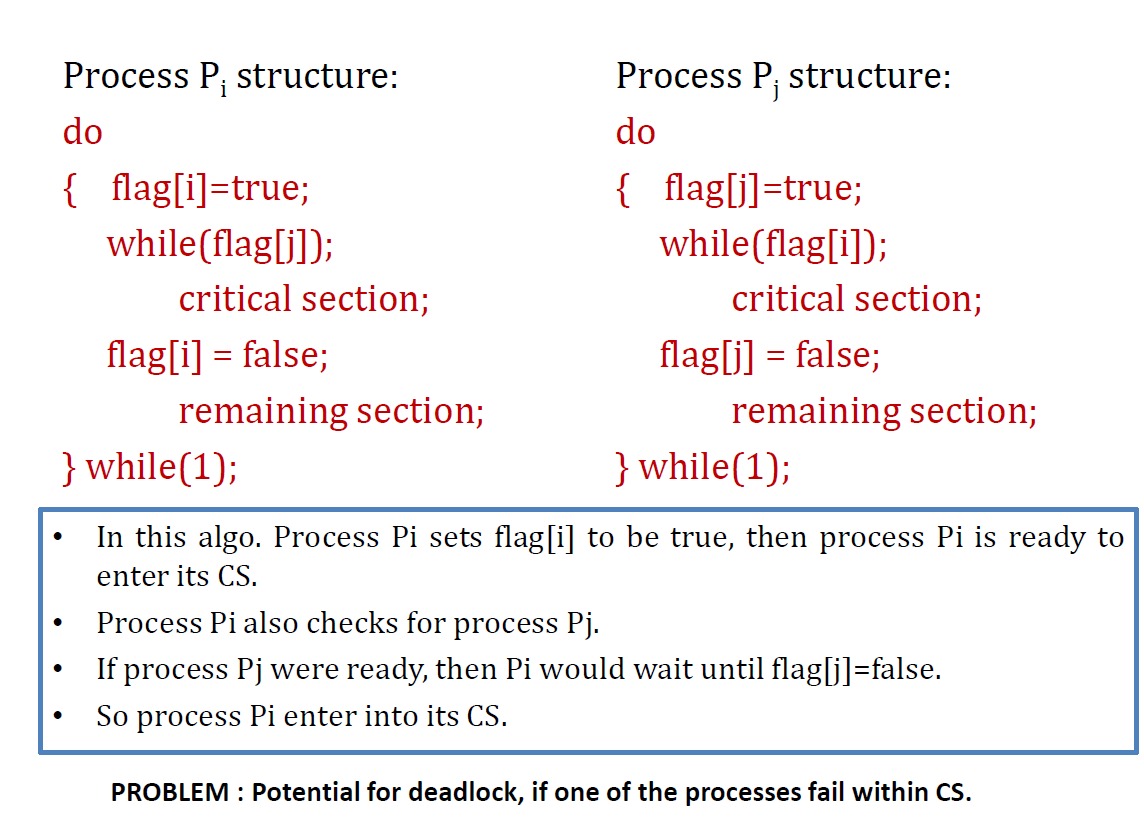 Process Pi structure:
do
{ flag[i]=true;
while(flag[j]);
critical section;
flag[i] = false;
remaining section;
} while(1);
Process Pj structure:
do
{ flag[j]=true;
while(flag[i]);
critical section;
flag[j] = false;
remaining section;
} while(1);
• In this algo. Process Pi sets flag[i] to be true, then process Pi is ready to
enter its CS.
• Process Pi also checks for process Pj.
• If process Pj were ready, then Pi would wait until flag[j]=false.
• So process Pi enter into its CS.
PROBLEM : Potential for deadlock, if one of the processes fail within CS.